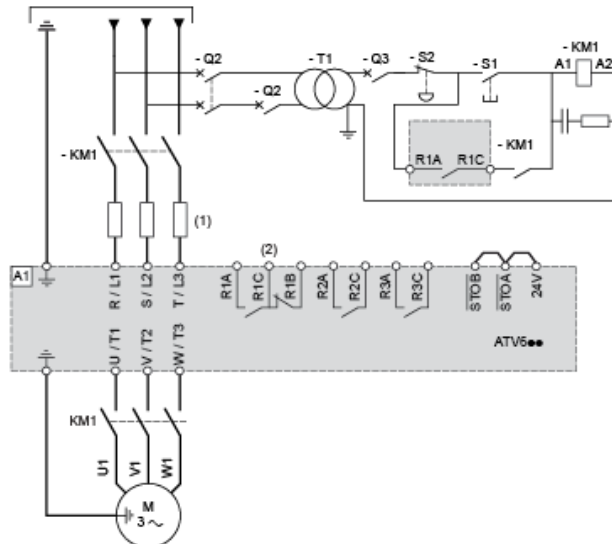 - Q2
- T1
- Q3
- S2
- S1
- KM1
A1
A2
- Q2
- KM1
R1A
R1C
- KM1
(1)
(2)
A1
R / L1
S / L2
T / L3
R1A
R1C
R1B
R2A
R2C
R3A
R3C
STOB
STOA
24V
U / T1
V / T2
W / T3
ATV6●●
KM1
U1
V1
W1
M
3 ~